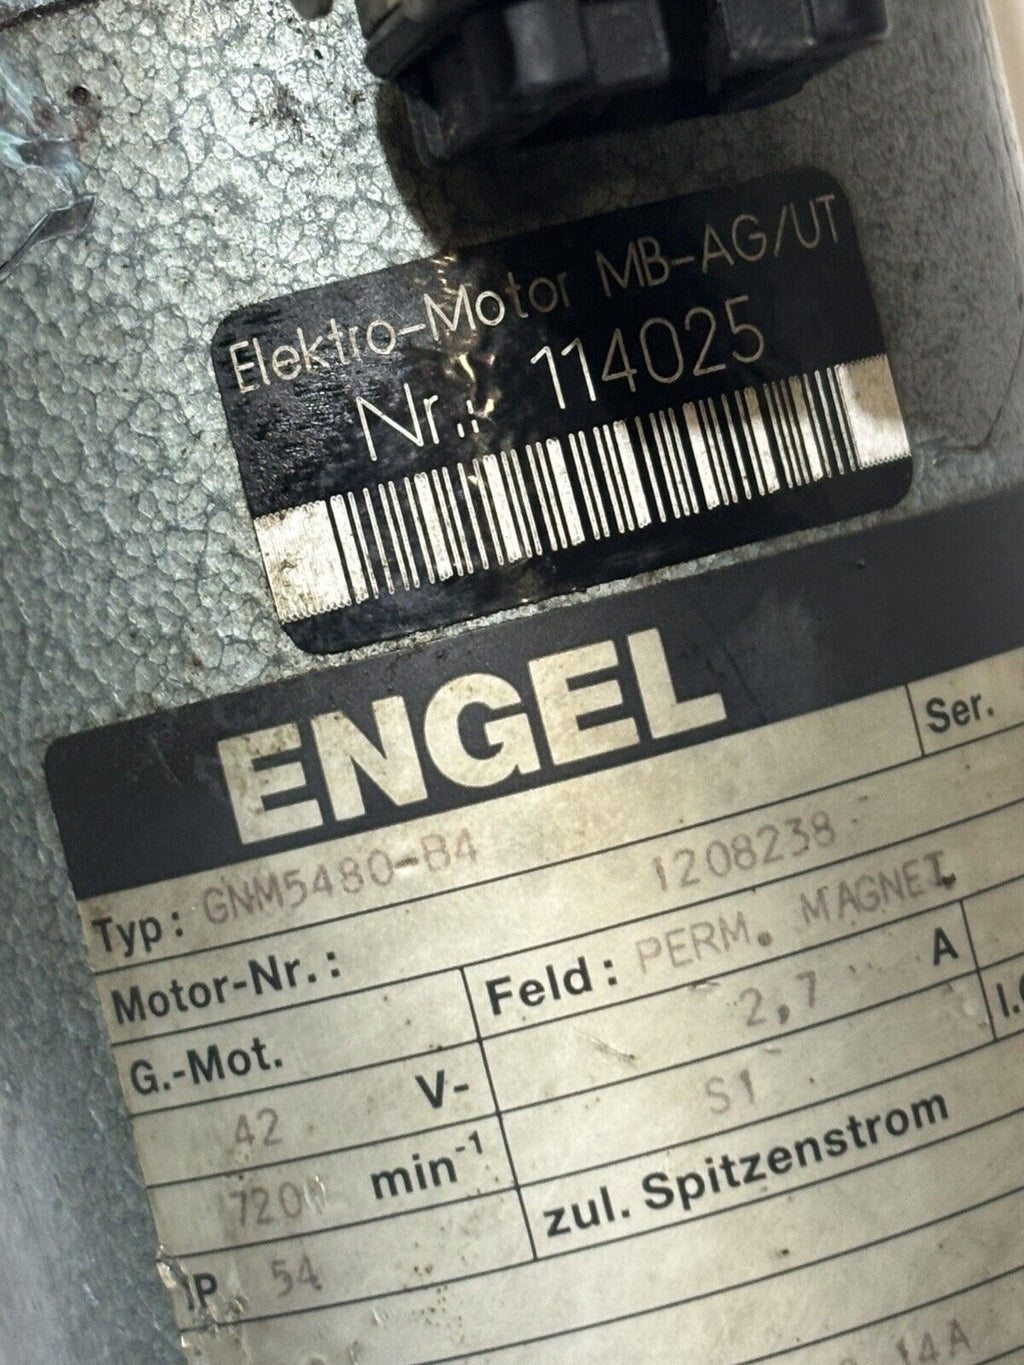 Elektro-Motor MB-AG/UT
Nr.: 114025
ENGEL
Ser.
Typ: GNM5480-B4
Motor-Nr.: 1208238
G.-Mot. Feld: PERM. MAGNET
42 V- 2,7 A
min⁻¹ S1
IP 54 zul. Spitzenstrom
14A